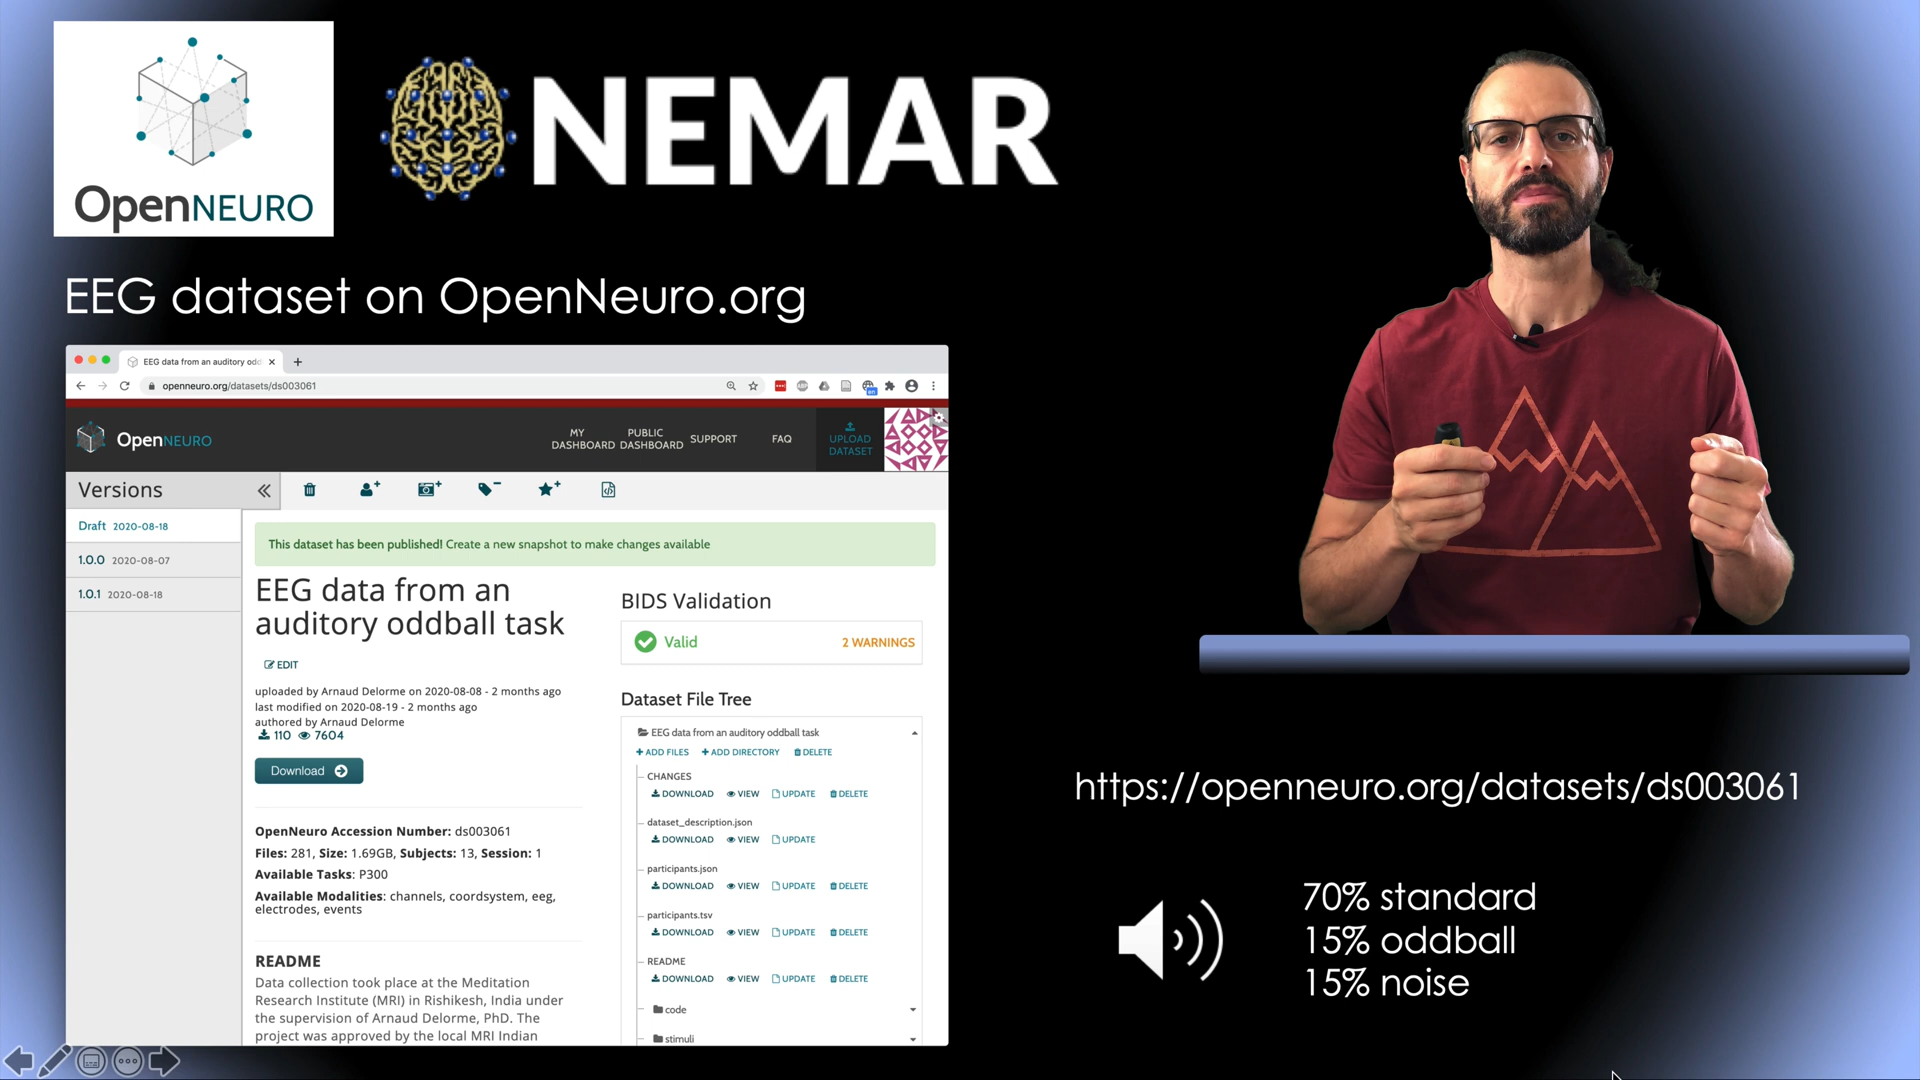 OpenNEURO
NEMAR
EEG dataset on OpenNeuro.org
EEG data from an auditory odd
openneuro.org/datasets/ds003061
OpenNEURO
MY DASHBOARD
PUBLIC DASHBOARD
SUPPORT
FAQ
UPLOAD DATASET
Versions
Draft 2020-08-18
1.0.0 2020-08-07
1.0.1 2020-08-18
This dataset has been published! Create a new snapshot to make changes available
EEG data from an
auditory oddball task
EDIT
uploaded by Arnaud Delorme on 2020-08-08 - 2 months ago
last modified on 2020-08-19 - 2 months ago
authored by Arnaud Delorme
110 7604
Download
OpenNeuro Accession Number: ds003061
Files: 281, Size: 1.69GB, Subjects: 13, Session: 1
Available Tasks: P300
Available Modalities: channels, coordsystem, eeg,
electrodes, events
README
Data collection took place at the Meditation
Research Institute (MRI) in Rishikesh, India under
the supervision of Arnaud Delorme, PhD. The
project was approved by the local MRI Indian
BIDS Validation
Valid 2 WARNINGS
Dataset File Tree
EEG data from an auditory oddball task
+ ADD FILES + ADD DIRECTORY DELETE
CHANGES
DOWNLOAD VIEW UPDATE DELETE
dataset_description.json
DOWNLOAD VIEW UPDATE
participants.json
DOWNLOAD VIEW UPDATE DELETE
participants.tsv
DOWNLOAD VIEW UPDATE DELETE
README
DOWNLOAD VIEW UPDATE DELETE
code
stimuli
https://openneuro.org/datasets/ds003061
70% standard
15% oddball
15% noise